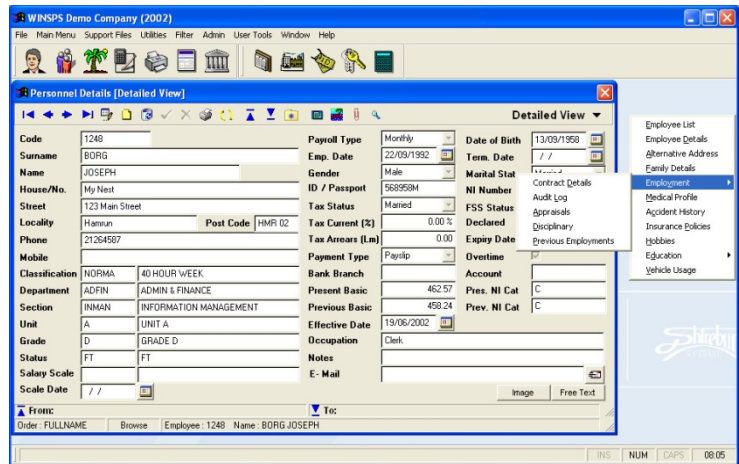 WINSPS Demo Company (2002)
File Main Menu Support Files Utilities Filter Admin User Tools Window Help
Personnel Details [Detailed View]
Detailed View
Code 1248 Payroll Type Monthly Date of Birth 13/09/1958
Surname BORG Emp. Date 22/09/1992 Term. Date / /
Name JOSEPH Gender Male Marital Stat Married
House/No. My Nest ID / Passport 568958M NI Number
Street 123 Main Street Tax Status Married FSS Status
Locality Hamrun Post Code HMR 02 Tax Current (%) 0.00 % Declared
Phone 21264587 Tax Arrears (Lm) 0.00 Expiry Date
Mobile Payment Type Payslip Overtime
Classification NORMA 40 HOUR WEEK Bank Branch Account
Department ADFIN ADMIN & FINANCE Present Basic 462.57 Pres. NI Cat C
Section INMAN INFORMATION MANAGEMENT Previous Basic 458.24 Prev. NI Cat C
Unit A UNIT A Effective Date 19/06/2002
Grade D GRADE D Occupation Clerk
Status FT FT Notes
Salary Scale E-Mail
Scale Date / /
Image Free Text
From: To:
Order : FULLNAME Browse Employee : 1248 Name : BORG JOSEPH
Contract Details
Audit Log
Appraisals
Disciplinary
Previous Employments
Employee List
Employee Details
Alternative Address
Family Details
Employment
Medical Profile
Accident History
Insurance Policies
Hobbies
Education
Vehicle Usage
INS NUM CAPS 08:05